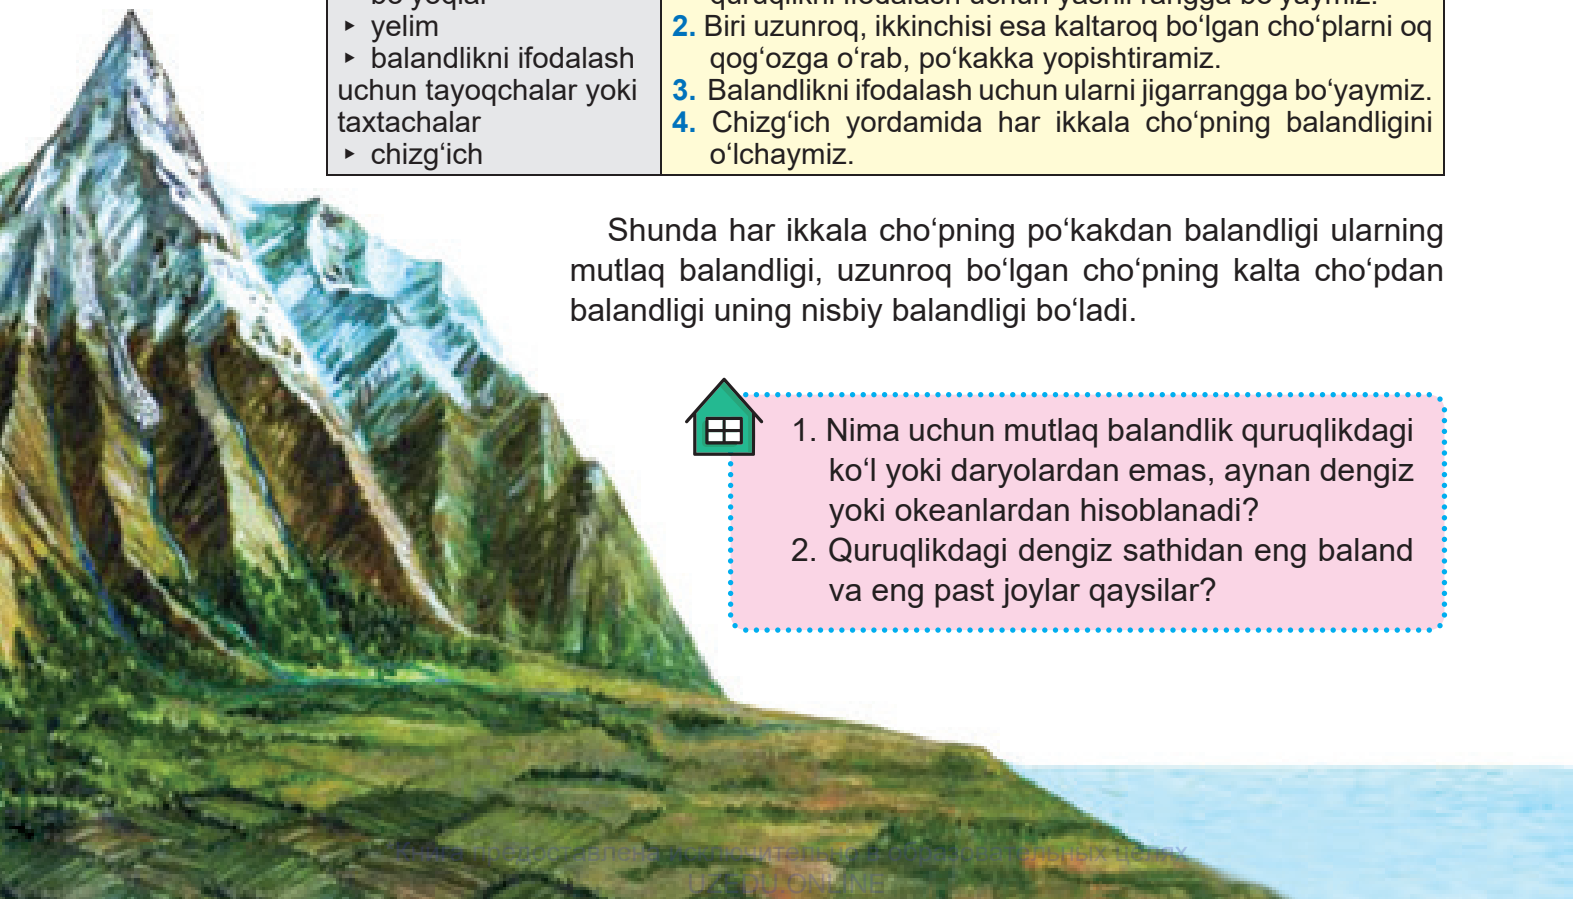 ▸ yelim
▸ balandlikni ifodalash
uchun tayoqchalar yoki
taxtachalar
▸ chizg‘ich
2. Biri uzunroq, ikkinchisi esa kaltaroq bo‘lgan cho‘plarni oq
qog‘ozga o‘rab, po‘kakka yopishtiramiz.
3. Balandlikni ifodalash uchun ularni jigarrangga bo‘yaymiz.
4. Chizg‘ich yordamida har ikkala cho‘pning balandligini
o‘lchaymiz.
Shunda har ikkala cho‘pning po‘kakdan balandligi ularning
mutlaq balandligi, uzunroq bo‘lgan cho‘pning kalta cho‘pdan
balandligi uning nisbiy balandligi bo‘ladi.
1. Nima uchun mutlaq balandlik quruqlikdagi
ko‘l yoki daryolardan emas, aynan dengiz
yoki okeanlardan hisoblanadi?
2. Quruqlikdagi dengiz sathidan eng baland
va eng past joylar qaysilar?